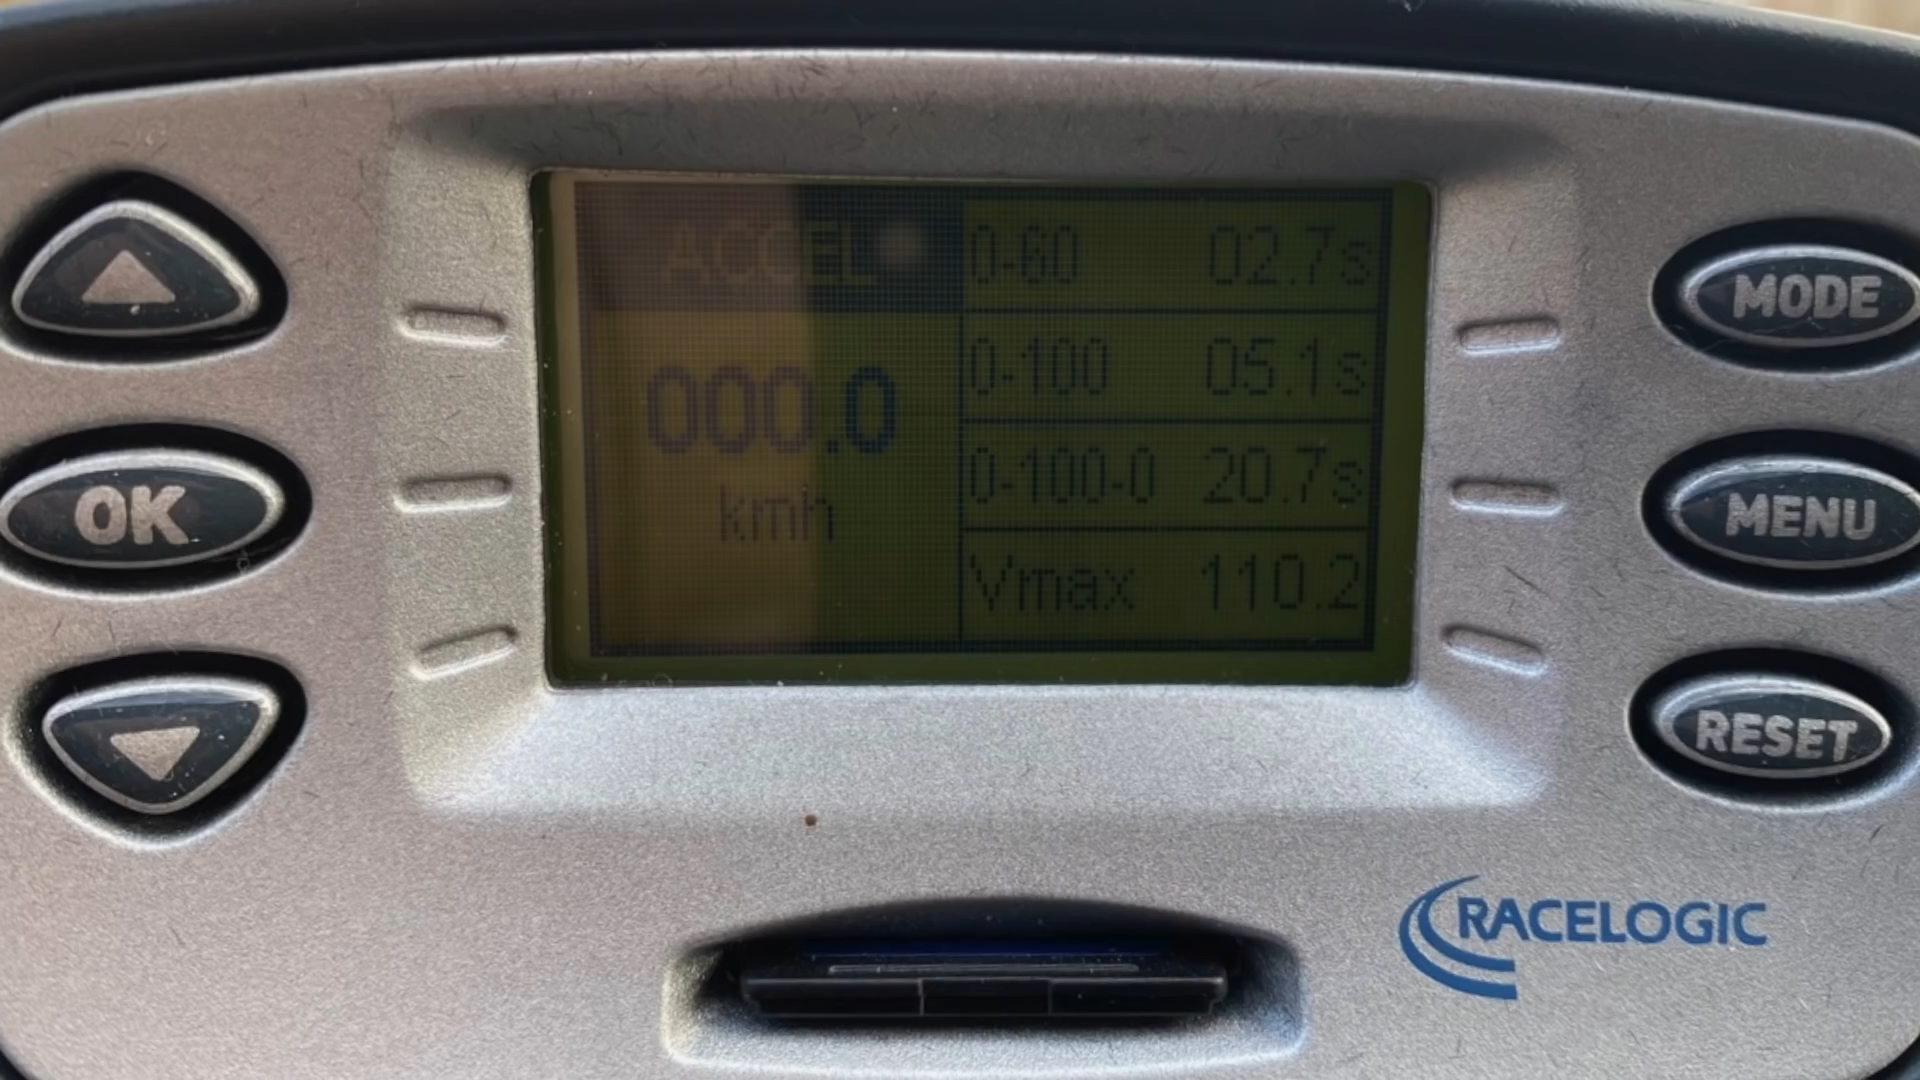 ACCEL
000.0
kmh
0-60 02.7s
0-100 05.1s
0-100-0 20.7s
Vmax 110.2
OK
MODE
MENU
RESET
RACELOGIC